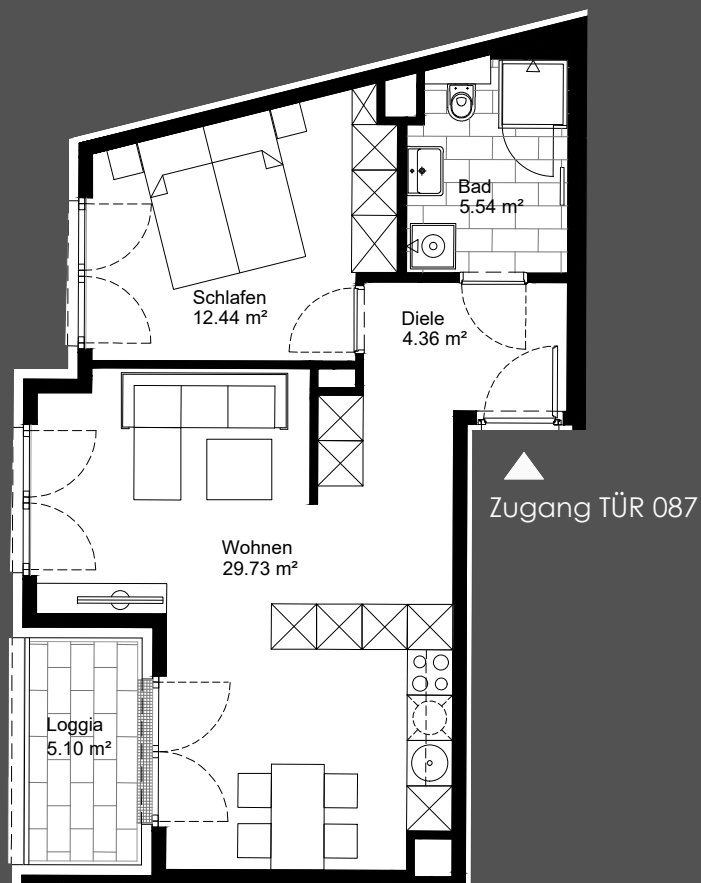 Bad
5.54 m²
Schlafen
12.44 m²
Diele
4.36 m²
Zugang TÜR 087
Wohnen
29.73 m²
Loggia
5.10 m²